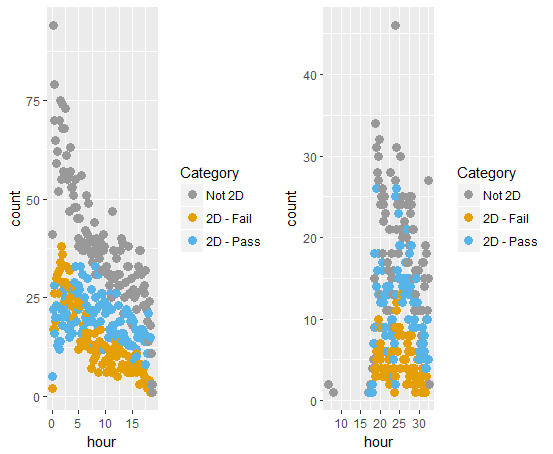 75
50
25
0
count
0 5 10 15
hour
Category
Not 2D
2D - Fail
2D - Pass
40
30
20
10
0
count
10 15 20 25 30
hour
Category
Not 2D
2D - Fail
2D - Pass